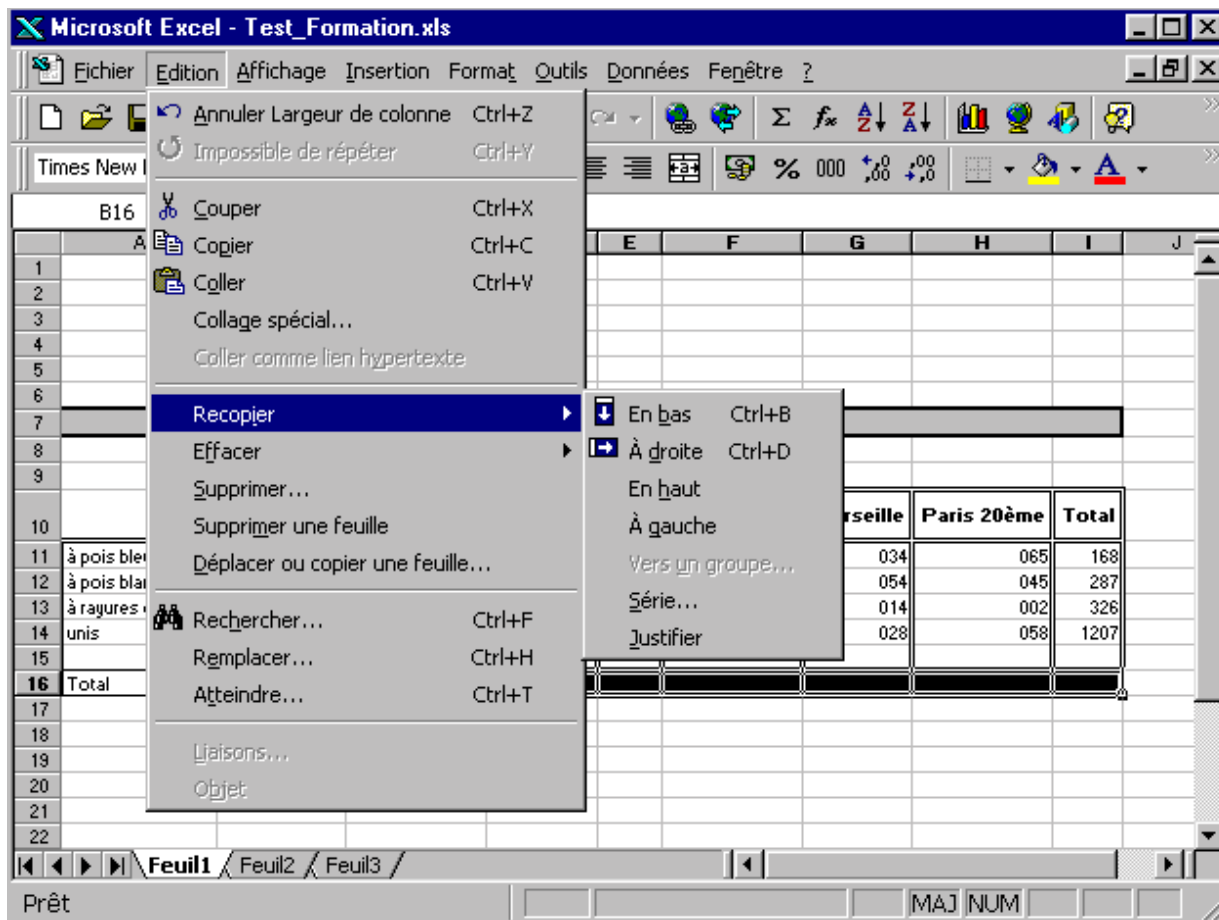 Microsoft Excel - Test_Formation.xls
Fichier Edition Affichage Insertion Format Outils Données Fenêtre ?
Annuler Largeur de colonne Ctrl+Z
Impossible de répéter Ctrl+Y
Times New
% 000
B16
Couper Ctrl+X
Copier Ctrl+C
Coller Ctrl+V
Collage spécial...
Coller comme lien hypertexte
Recopier
Effacer
Supprimer...
Supprimer une feuille
Déplacer ou copier une feuille...
Rechercher... Ctrl+F
Remplacer... Ctrl+H
Atteindre... Ctrl+T
Liaisons...
Objet
En bas Ctrl+B
À droite Ctrl+D
En haut
À gauche
Vers un groupe...
Série...
Justifier
A E F G H I J
1
2
3
4
5
6
7
8
9
10 rseille Paris 20ème Total
11 à pois bleu 034 065 168
12 à pois blan 054 045 287
13 à rayures 014 002 326
14 unis 028 058 1207
15
16 Total
17
18
19
20
21
22
Feuil1 Feuil2 Feuil3
Prêt MAJ NUM